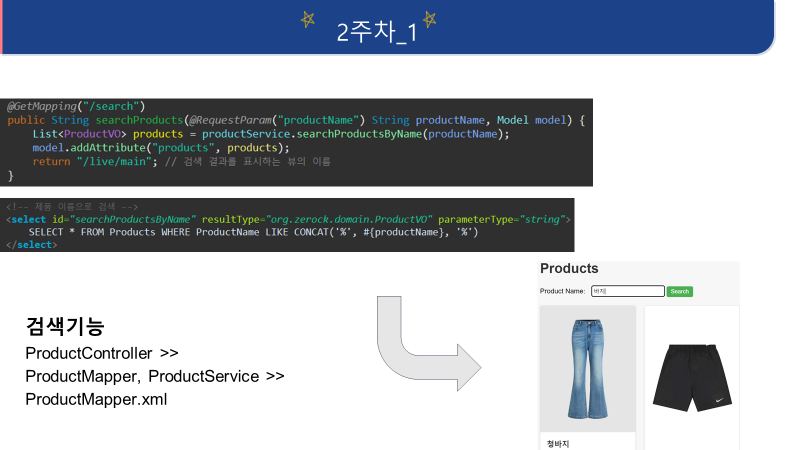 2주차_1
@GetMapping("/search")
public String searchProducts(@RequestParam("productName") String productName, Model model) {
List<ProductVO> products = productService.searchProductsByName(productName);
model.addAttribute("products", products);
return "/live/main"; // 검색 결과를 표시하는 뷰의 이름
}
<!-- 제품 이름으로 검색 -->
<select id="searchProductsByName" resultType="org.zerock.domain.ProductVO" parameterType="string">
SELECT * FROM Products WHERE ProductName LIKE CONCAT('%', #{productName}, '%')
</select>
Products
Product Name: 바지 Search
청바지
검색기능
ProductController >>
ProductMapper, ProductService >>
ProductMapper.xml